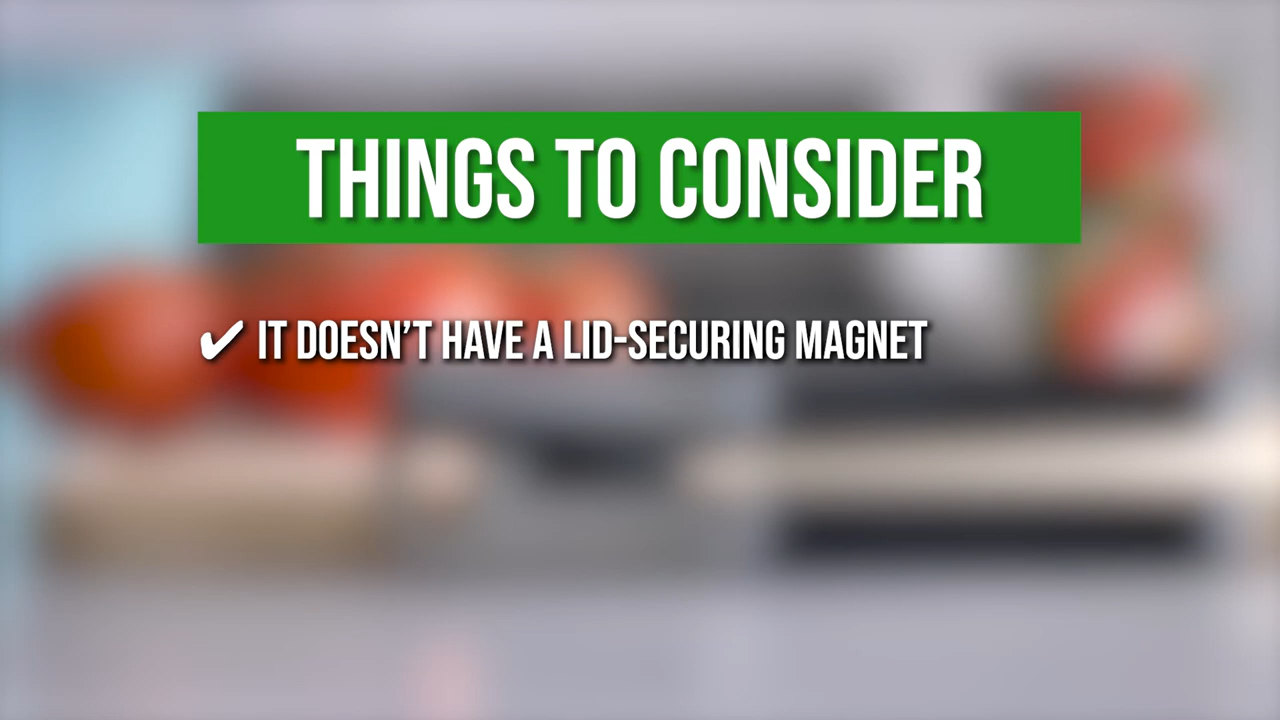 THINGS TO CONSIDER
✔ IT DOESN’T HAVE A LID-SECURING MAGNET